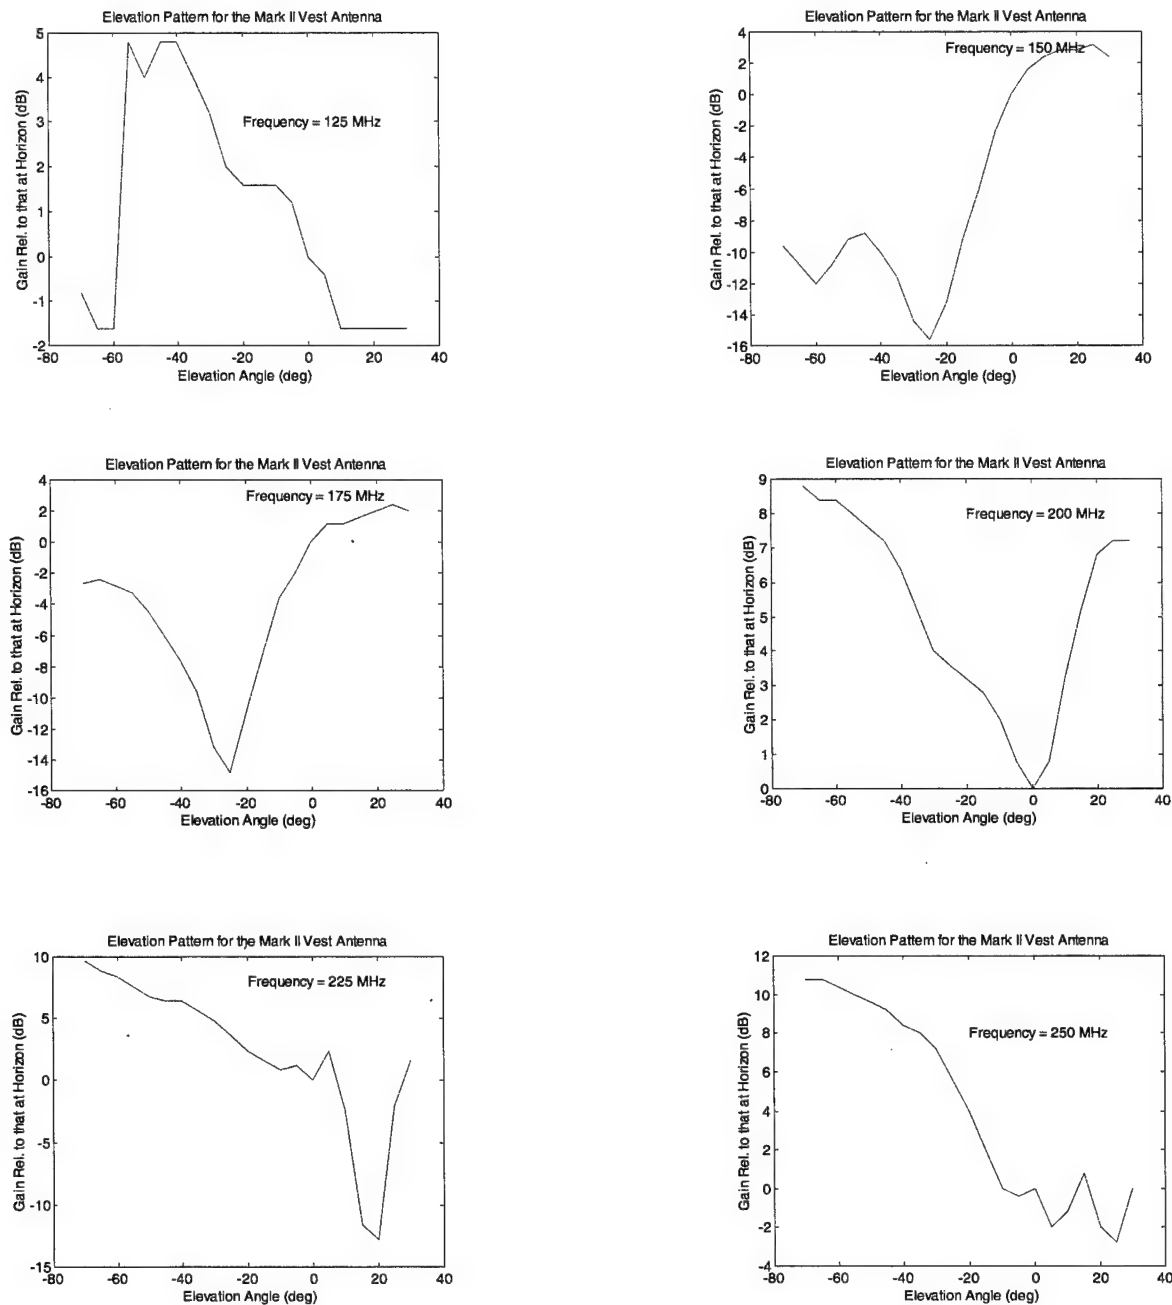 Elevation Pattern for the Mark II Vest Antenna
5
4
3
2
1
0
-1
-2
Gain Rel. to that at Horizon (dB)
Frequency = 125 MHz
-80 -60 -40 -20 0 20 40
Elevation Angle (deg)
Elevation Pattern for the Mark II Vest Antenna
4
2
0
-2
-4
-6
-8
-10
-12
-14
-16
Gain Rel. to that at Horizon (dB)
Frequency = 150 MHz
-80 -60 -40 -20 0 20 40
Elevation Angle (deg)
Elevation Pattern for the Mark II Vest Antenna
4
2
0
-2
-4
-6
-8
-10
-12
-14
-16
Gain Rel. to that at Horizon (dB)
Frequency = 175 MHz
-80 -60 -40 -20 0 20 40
Elevation Angle (deg)
Elevation Pattern for the Mark II Vest Antenna
9
8
7
6
5
4
3
2
1
0
Gain Rel. to that at Horizon (dB)
Frequency = 200 MHz
-80 -60 -40 -20 0 20 40
Elevation Angle (deg)
Elevation Pattern for the Mark II Vest Antenna
10
5
0
-5
-10
-15
Gain Rel. to that at Horizon (dB)
Frequency = 225 MHz
-80 -60 -40 -20 0 20 40
Elevation Angle (deg)
Elevation Pattern for the Mark II Vest Antenna
12
10
8
6
4
2
0
-2
-4
Gain Rel. to that at Horizon (dB)
Frequency = 250 MHz
-80 -60 -40 -20 0 20 40
Elevation Angle (deg)